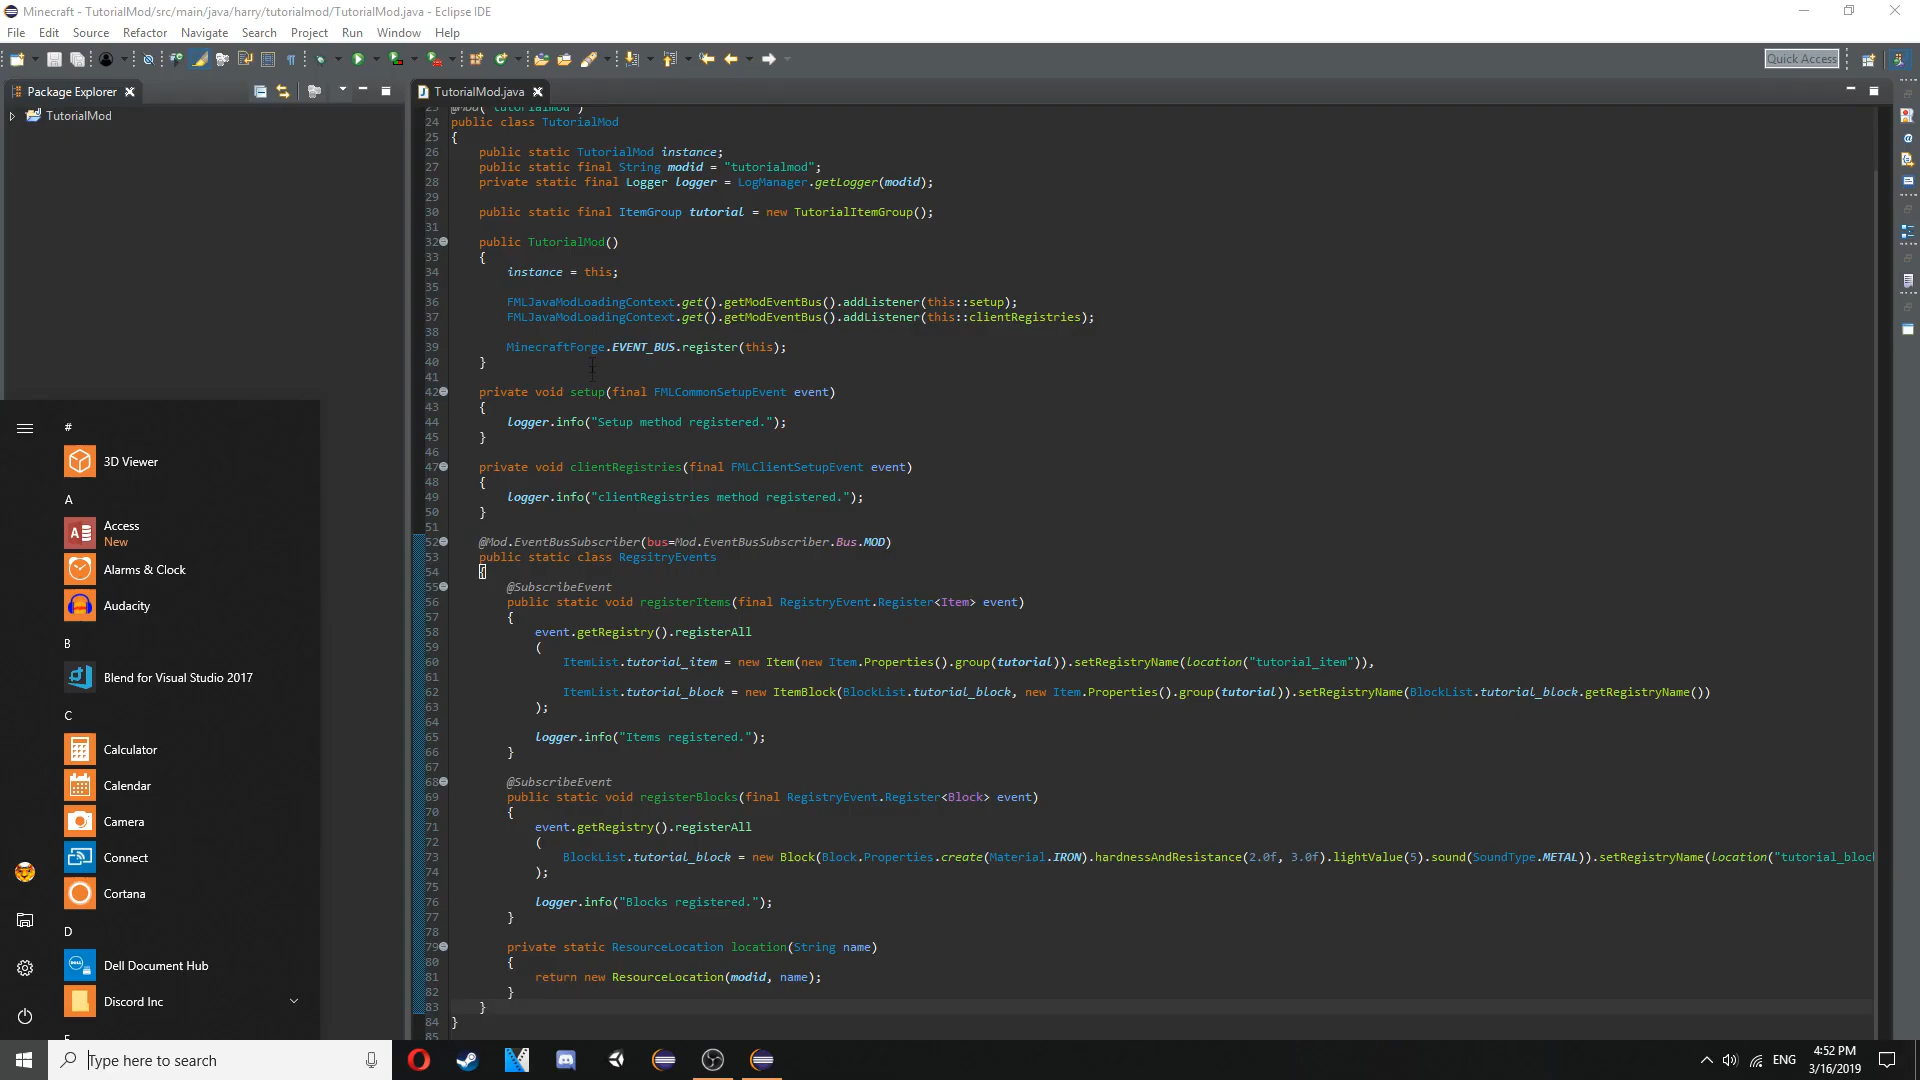 Minecraft - TutorialMod/src/main/java/harry/tutorialmod/TutorialMod.java - Eclipse IDE
File Edit Source Refactor Navigate Search Project Run Window Help
Quick Access
Package Explorer
TutorialMod
TutorialMod.java
23 @Mod("tutorialmod")
24 public class TutorialMod
25 {
26 public static TutorialMod instance;
27 public static final String modid = "tutorialmod";
28 private static final Logger logger = LogManager.getLogger(modid);
29
30 public static final ItemGroup tutorial = new TutorialItemGroup();
31
32 public TutorialMod()
33 {
34 instance = this;
35
36 FMLJavaModLoadingContext.get().getModEventBus().addListener(this::setup);
37 FMLJavaModLoadingContext.get().getModEventBus().addListener(this::clientRegistries);
38
39 MinecraftForge.EVENT_BUS.register(this);
40 }
41
42 private void setup(final FMLCommonSetupEvent event)
43 {
44 logger.info("Setup method registered.");
45 }
46
47 private void clientRegistries(final FMLClientSetupEvent event)
48 {
49 logger.info("clientRegistries method registered.");
50 }
51
52 @Mod.EventBusSubscriber(bus=Mod.EventBusSubscriber.Bus.MOD)
53 public static class RegsitryEvents
54 {
55 @SubscribeEvent
56 public static void registerItems(final RegistryEvent.Register<Item> event)
57 {
58 event.getRegistry().registerAll
59 (
60 ItemList.tutorial_item = new Item(new Item.Properties().group(tutorial)).setRegistryName(location("tutorial_item")),
61
62 ItemList.tutorial_block = new ItemBlock(BlockList.tutorial_block, new Item.Properties().group(tutorial)).setRegistryName(BlockList.tutorial_block.getRegistryName())
63 );
64
65 logger.info("Items registered.");
66 }
67
68 @SubscribeEvent
69 public static void registerBlocks(final RegistryEvent.Register<Block> event)
70 {
71 event.getRegistry().registerAll
72 (
73 BlockList.tutorial_block = new Block(Block.Properties.create(Material.IRON).hardnessAndResistance(2.0f, 3.0f).lightValue(5).sound(SoundType.METAL)).setRegistryName(location("tutorial_bloc
74 );
75
76 logger.info("Blocks registered.");
77 }
78
79 private static ResourceLocation location(String name)
80 {
81 return new ResourceLocation(modid, name);
82 }
83 }
84 }
85
#
3D Viewer
A
Access
New
Alarms & Clock
Audacity
B
Blend for Visual Studio 2017
C
Calculator
Calendar
Camera
Connect
Cortana
D
Dell Document Hub
Discord Inc
Type here to search
ENG
4:52 PM
3/16/2019